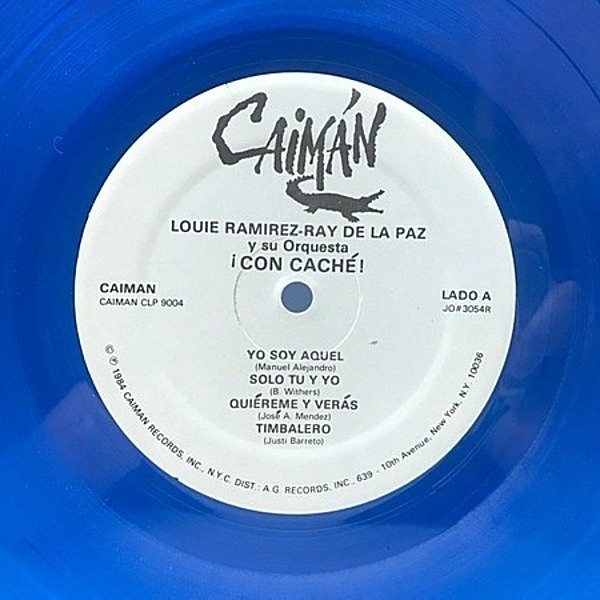 CAIMÁN
LOUIE RAMIREZ-RAY DE LA PAZ
y su Orquesta
¡CON CACHÉ!
CAIMAN
CAIMAN CLP 9004
LADO A
JO#3054R
YO SOY AQUEL
(Manuel Alejandro)
SOLO TU Y YO
(B. Withers)
QUIÉREME Y VERÁS
(José A. Mendez)
TIMBALERO
(Justi Barreto)
© ℗ 1984 CAIMAN RECORDS, INC., N.Y.C. DIST.: A.G. RECORDS, INC., 639 - 10th Avenue, New York, N.Y. 10036